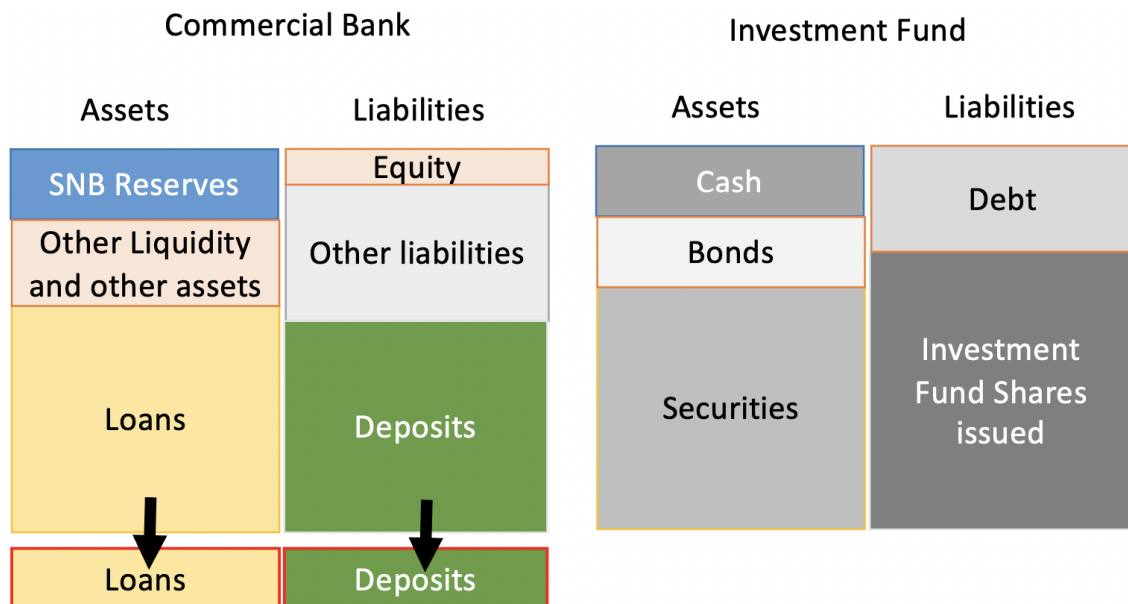 Commercial Bank
Investment Fund
Assets
Liabilities
Assets
Liabilities
SNB Reserves
Other Liquidity
and other assets
Loans
Equity
Other liabilities
Deposits
Loans
Deposits
Cash
Bonds
Securities
Debt
Investment
Fund Shares
issued